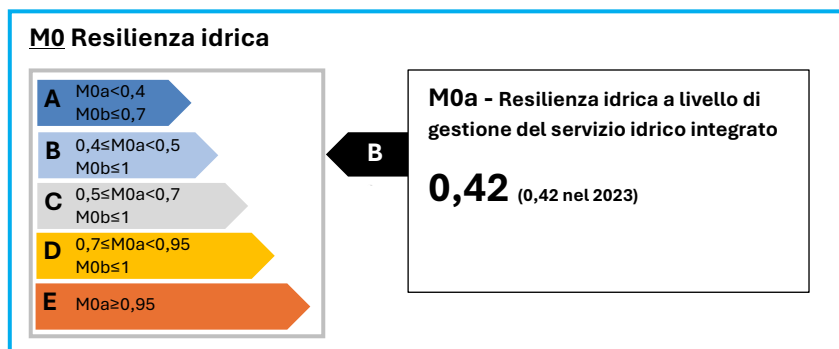 M0 Resilienza idrica
A
M0a<0,4
M0b≤0,7
B
0,4≤M0a<0,5
M0b≤1
C
0,5≤M0a<0,7
M0b≤1
D
0,7≤M0a<0,95
M0b≤1
E
M0a≥0,95
B
M0a - Resilienza idrica a livello di
gestione del servizio idrico integrato
0,42 (0,42 nel 2023)